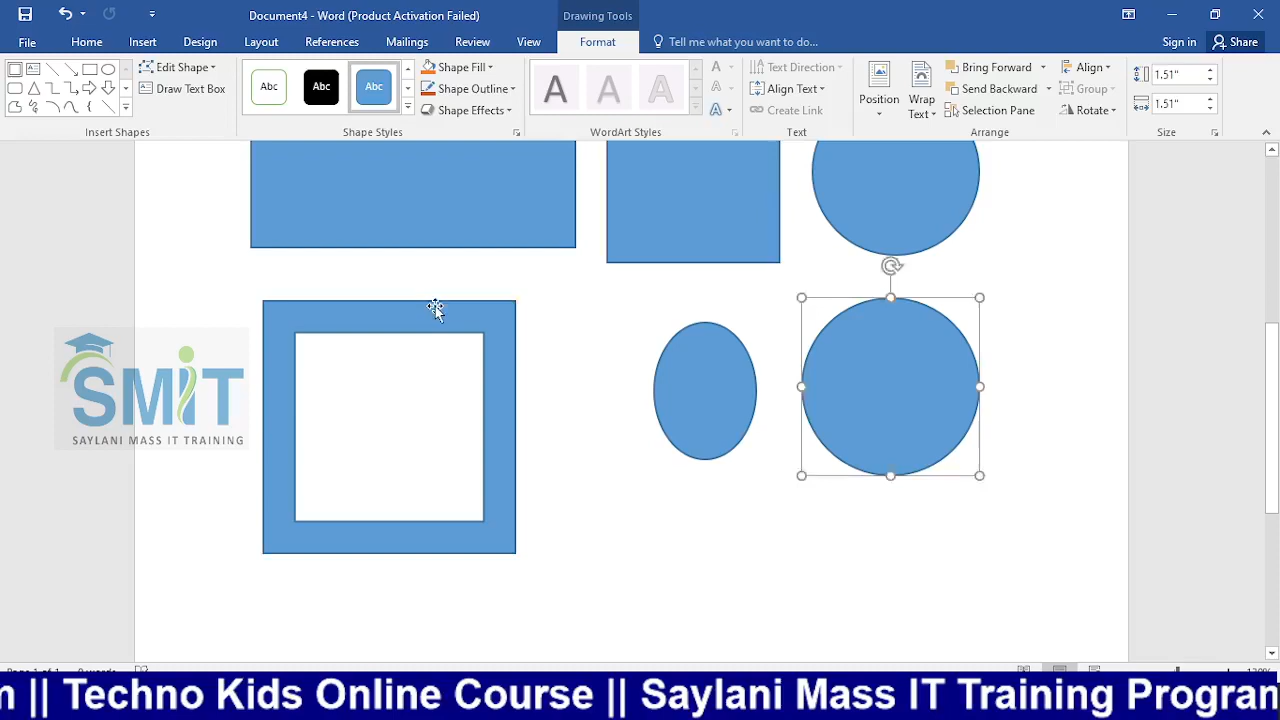 Document4 - Word (Product Activation Failed)
Drawing Tools
File Home Insert Design Layout References Mailings Review View Format Tell me what you want to do... Sign in Share
Edit Shape
Draw Text B
Insert Shapes
Abc Abc Abc
Shape Fill
Shape Outline
Shape Effects
Shape Styles
A A A
WordArt Styles
Text Direction
Align Text
Create Link
Text
Position
Wrap Text
Bring Forward
Send Backward
Selection Pane
Align
Group
Rotate
Arrange
1.51"
1.51"
Size
SMIT
SAYLANI MASS IT TRAINING
m || Techno Kids Online Course || Saylani Mass IT Training Program